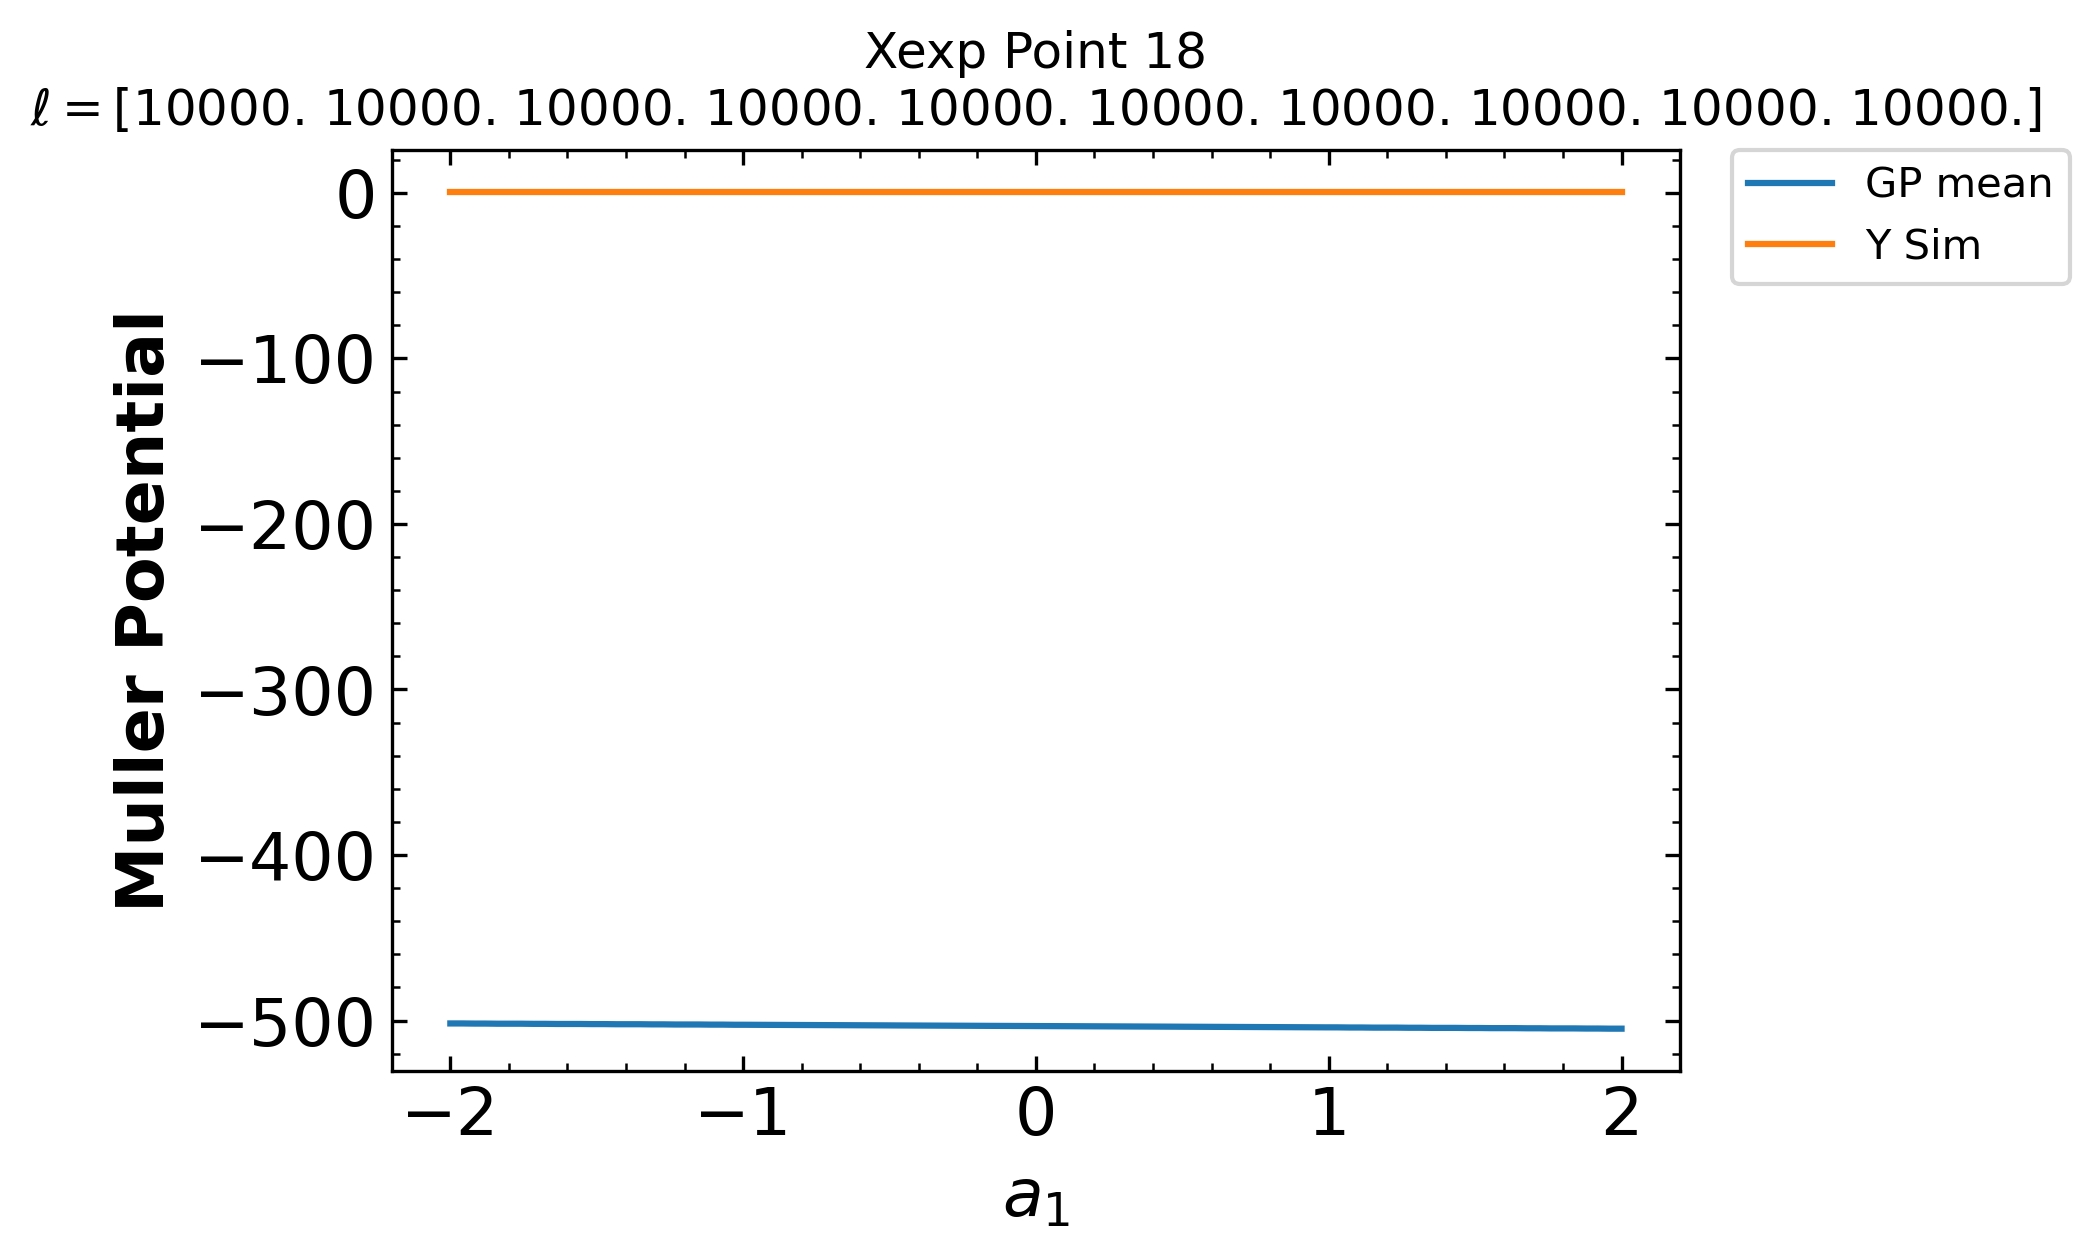 Xexp Point 18
ℓ = [10000. 10000. 10000. 10000. 10000. 10000. 10000. 10000. 10000. 10000.]
GP mean
Y Sim
Muller Potential
0
−100
−200
−300
−400
−500
−2 −1 0 1 2
a₁